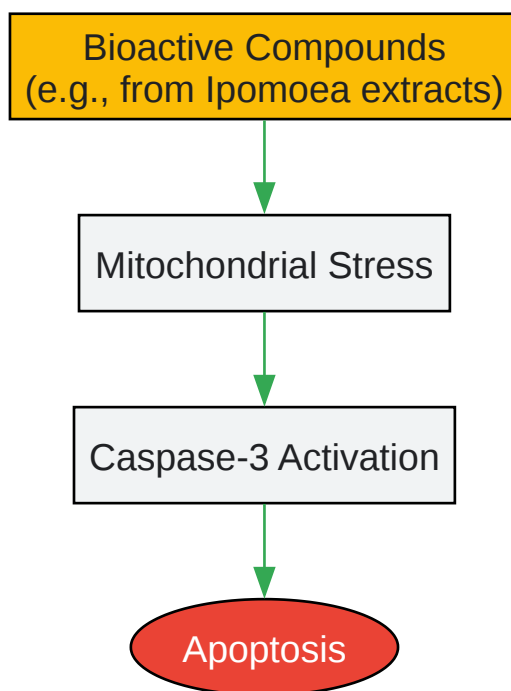 Bioactive Compounds
(e.g., from Ipomoea extracts)
Mitochondrial Stress
Caspase-3 Activation
Apoptosis